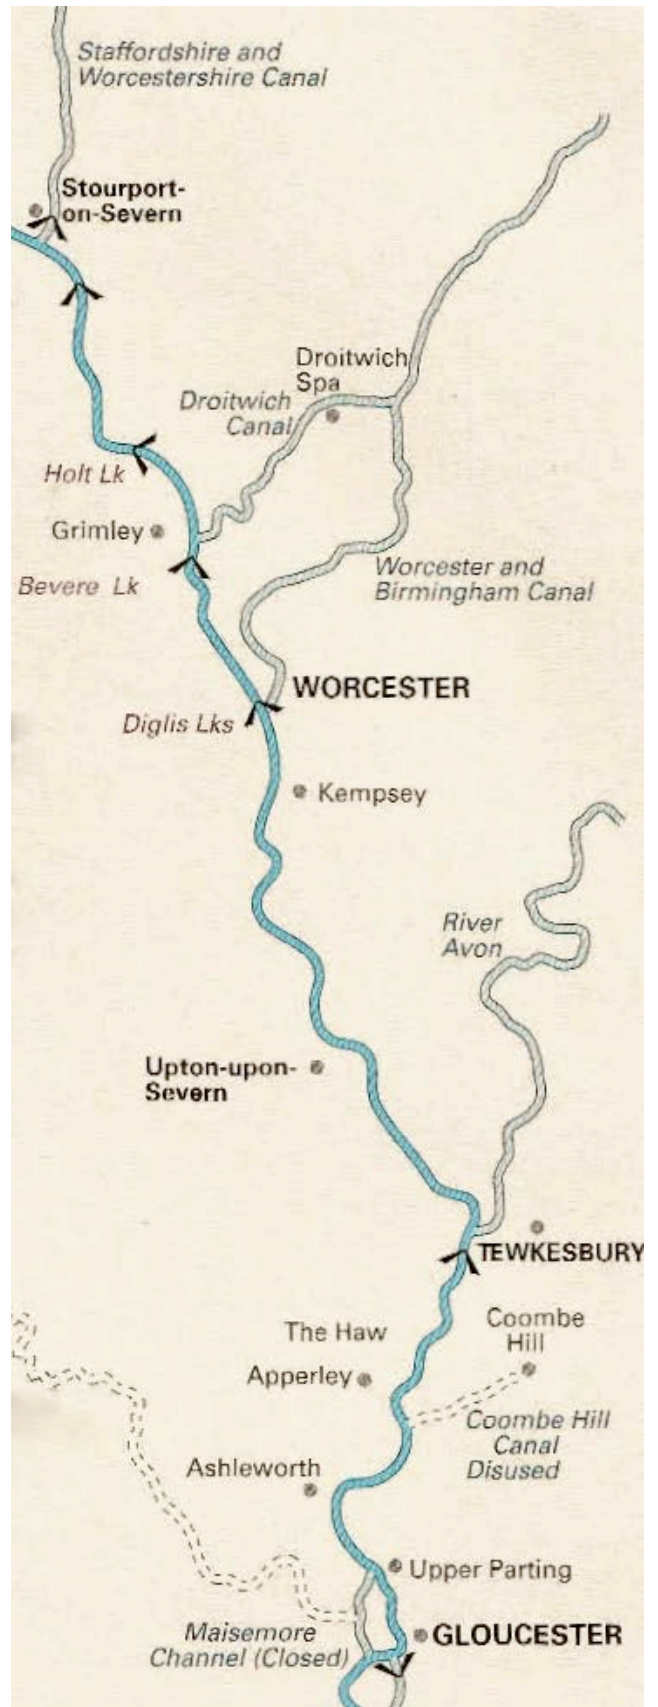 Staffordshire and
Worcestershire Canal
Stourport-
on-Severn
Droitwich
Spa
Droitwich
Canal
Holt Lk
Grimley
Worcester and
Birmingham Canal
Bevere Lk
WORCESTER
Diglis Lks
Kempsey
River
Avon
Upton-upon-
Severn
TEWKESBURY
The Haw
Coombe
Hill
Apperley
Coombe Hill
Canal
Disused
Ashleworth
Upper Parting
Maisemore
Channel (Closed)
GLOUCESTER